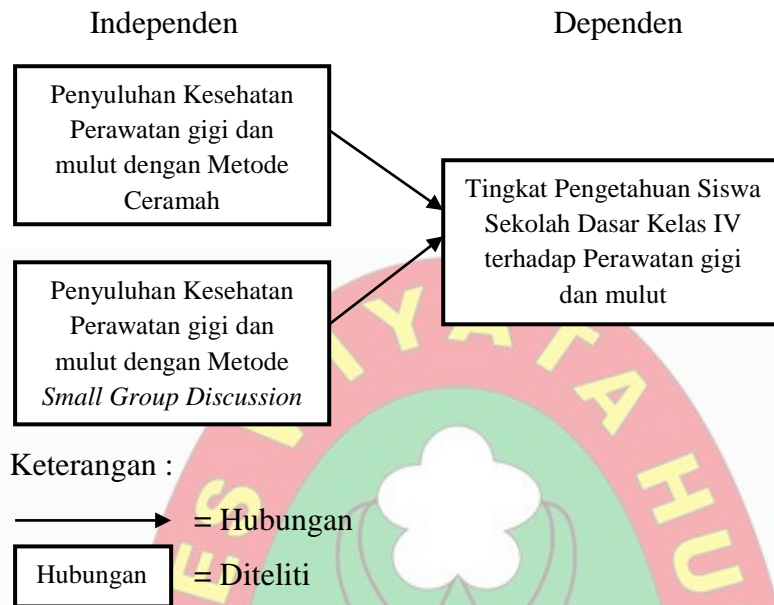 Independen
Dependen
Penyuluhan Kesehatan
Perawatan gigi dan
mulut dengan Metode
Ceramah
Tingkat Pengetahuan Siswa
Sekolah Dasar Kelas IV
terhadap Perawatan gigi
dan mulut
Penyuluhan Kesehatan
Perawatan gigi dan
mulut dengan Metode
Small Group Discussion
Keterangan :
= Hubungan
Hubungan = Diteliti